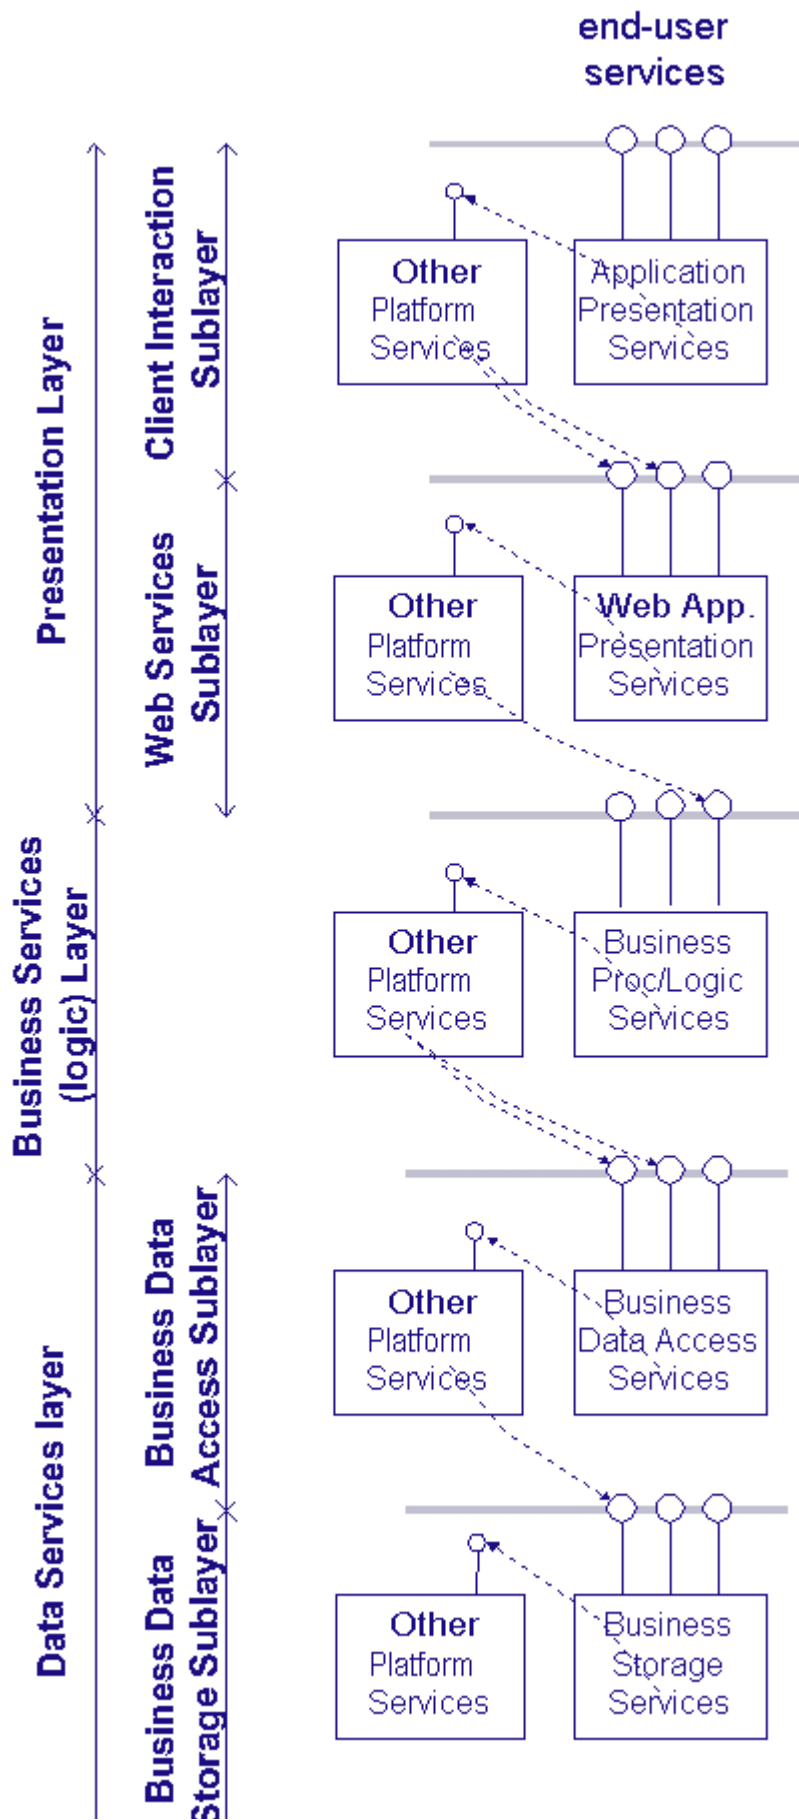 end-user
services
Presentation Layer
Client Interaction
Sublayer
Other
Platform
Services
Application
Presentation
Services
Web Services
Sublayer
Other
Platform
Services
Web App.
Presentation
Services
Business Services
(logic) Layer
Other
Platform
Services
Business
Proc/Logic
Services
Data Services layer
Business Data
Access Sublayer
Other
Platform
Services
Business
Data Access
Services
Business Data
Storage Sublayer
Other
Platform
Services
Business
Storage
Services